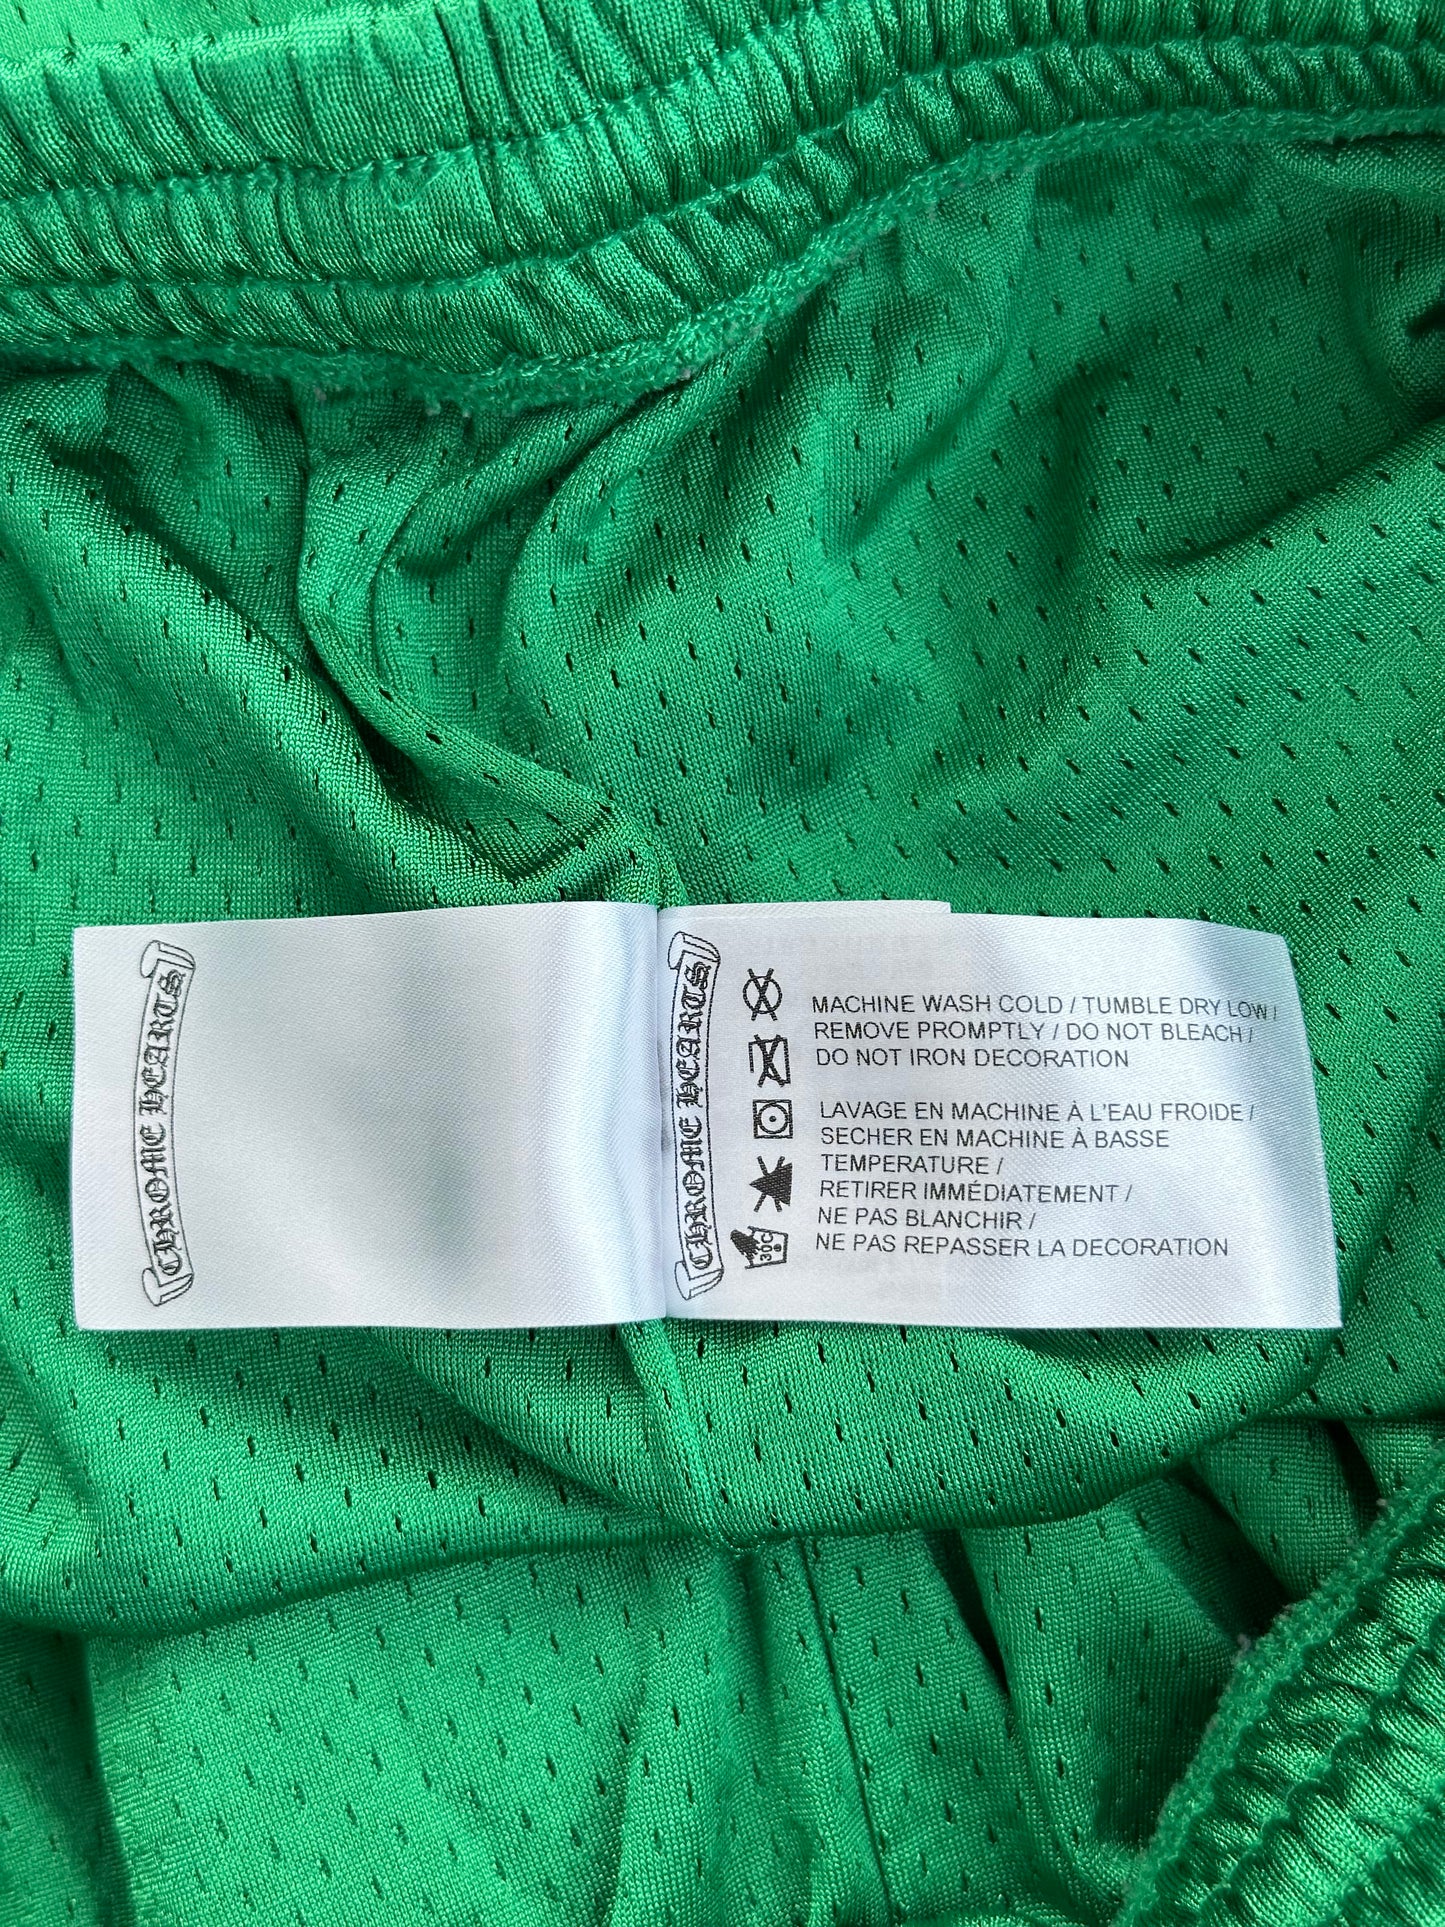 CHROME HEARTS
CHROME HEARTS
MACHINE WASH COLD / TUMBLE DRY LOW /
REMOVE PROMPTLY / DO NOT BLEACH /
DO NOT IRON DECORATION
LAVAGE EN MACHINE À L'EAU FROIDE /
SECHER EN MACHINE À BASSE
TEMPERATURE /
RETIRER IMMÉDIATEMENT /
NE PAS BLANCHIR /
NE PAS REPASSER LA DECORATION
30C